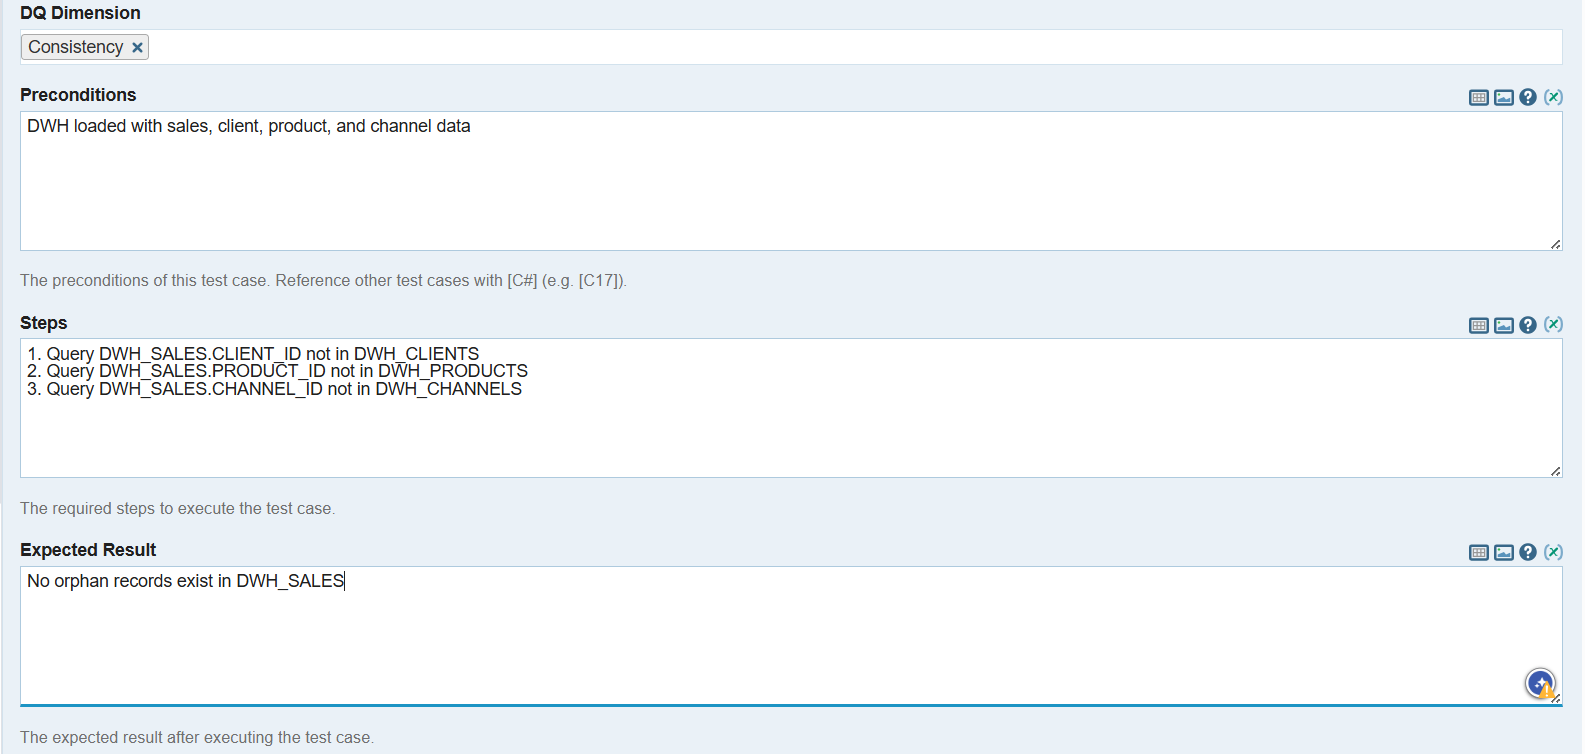 DQ Dimension
Consistency
Preconditions
DWH loaded with sales, client, product, and channel data
The preconditions of this test case. Reference other test cases with [C#] (e.g. [C17]).
Steps
1. Query DWH_SALES.CLIENT_ID not in DWH_CLIENTS
2. Query DWH_SALES.PRODUCT_ID not in DWH_PRODUCTS
3. Query DWH_SALES.CHANNEL_ID not in DWH_CHANNELS
The required steps to execute the test case.
Expected Result
No orphan records exist in DWH_SALES
The expected result after executing the test case.